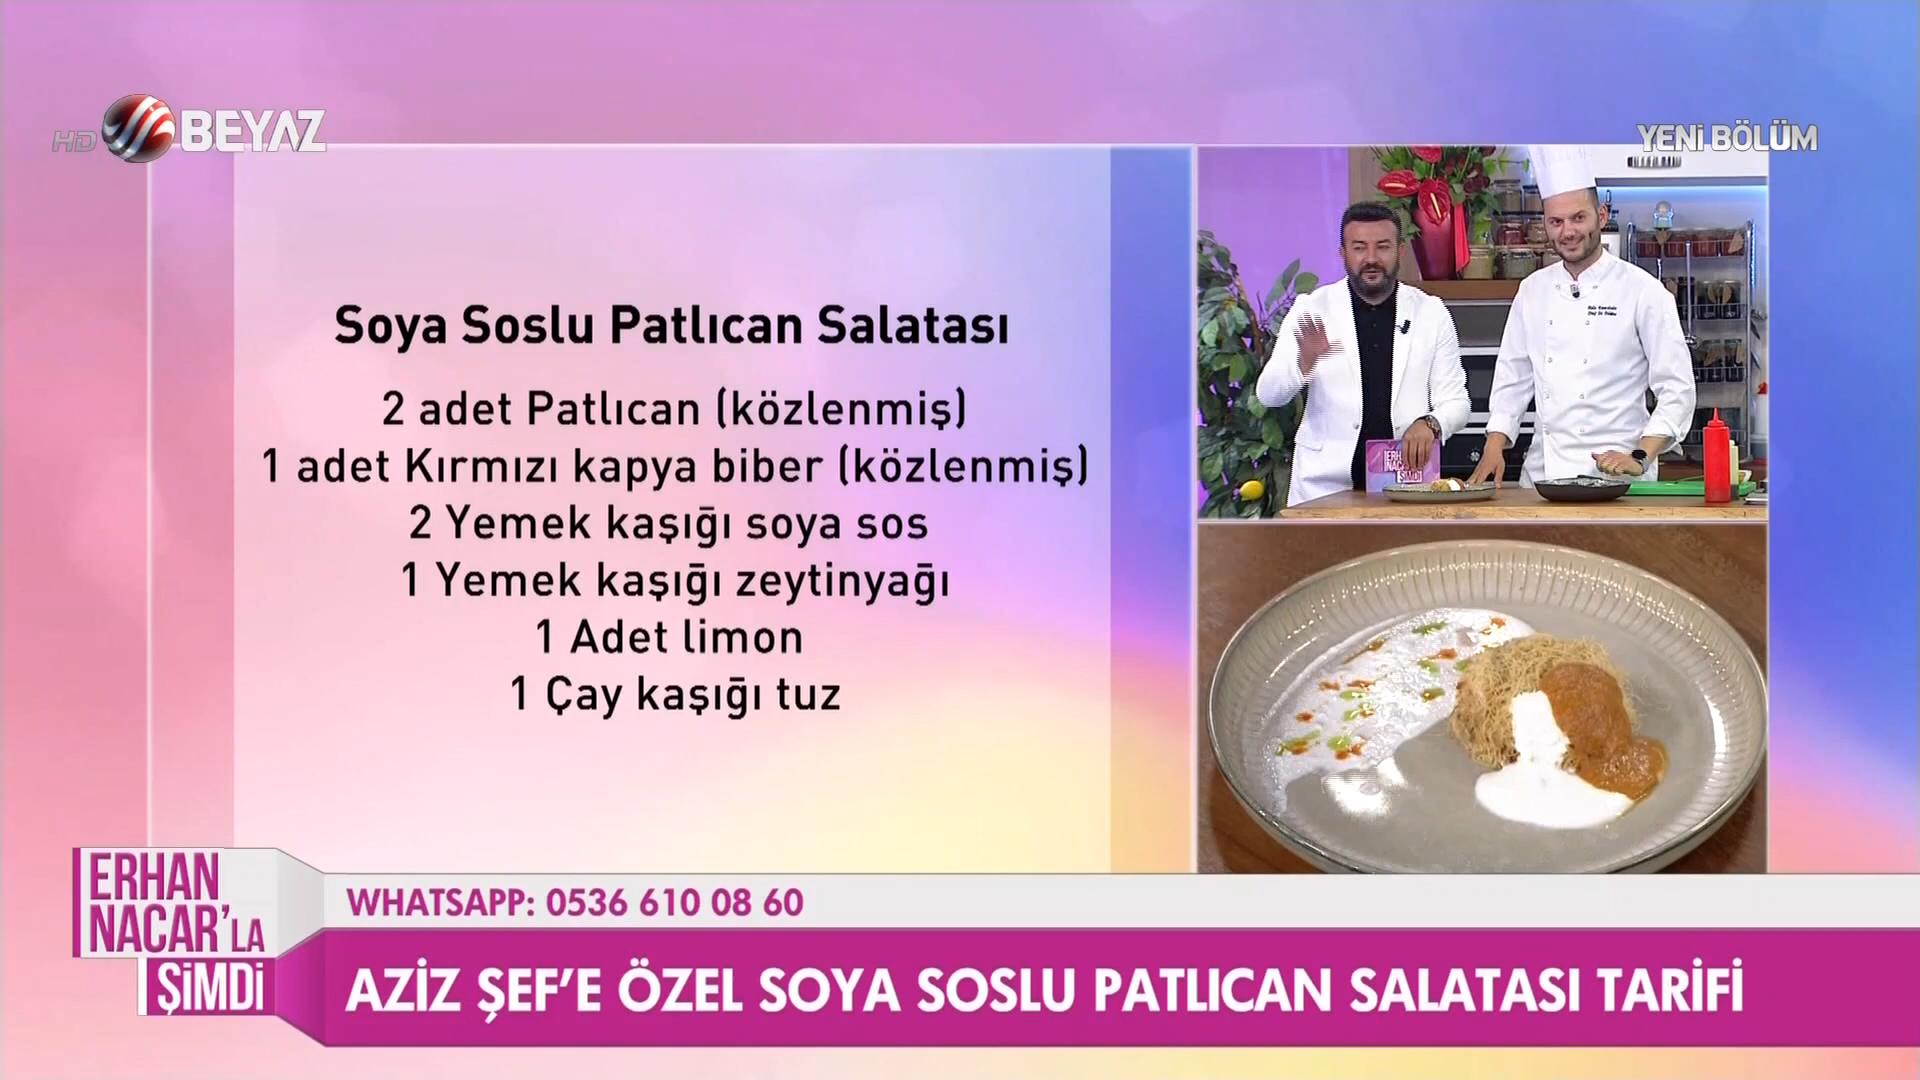 HD BEYAZ
YENİ BÖLÜM
Soya Soslu Patlıcan Salatası
2 adet Patlıcan (közlenmiş)
1 adet Kırmızı kapya biber (közlenmiş)
2 Yemek kaşığı soya sos
1 Yemek kaşığı zeytinyağı
1 Adet limon
1 Çay kaşığı tuz
ERHAN
NACAR'LA
ŞİMDİ
WHATSAPP: 0536 610 08 60
AZİZ ŞEF'E ÖZEL SOYA SOSLU PATLICAN SALATASI TARİFİ